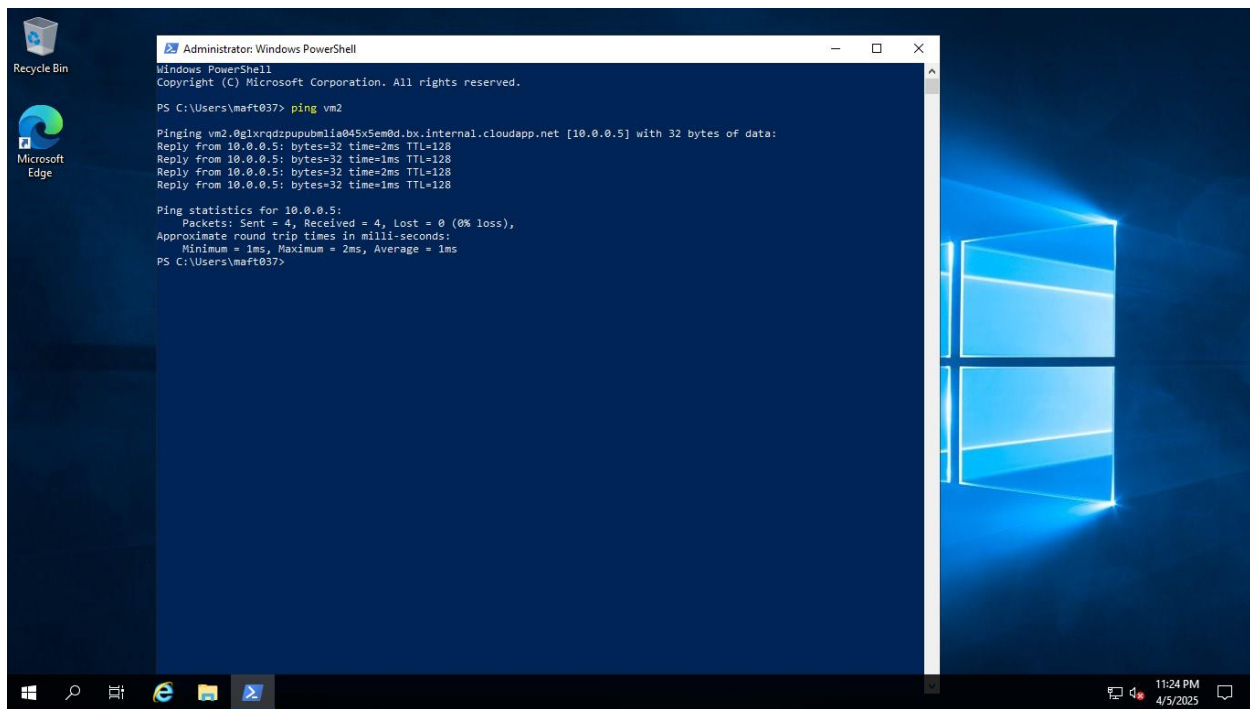 Recycle Bin
Microsoft
Edge
Administrator: Windows PowerShell
Windows PowerShell
Copyright (C) Microsoft Corporation. All rights reserved.
PS C:\Users\maft037> ping vm2
Pinging vm2.0glxrqdzpupubmlia045x5em0d.bx.internal.cloudapp.net [10.0.0.5] with 32 bytes of data:
Reply from 10.0.0.5: bytes=32 time=2ms TTL=128
Reply from 10.0.0.5: bytes=32 time=1ms TTL=128
Reply from 10.0.0.5: bytes=32 time=2ms TTL=128
Reply from 10.0.0.5: bytes=32 time=1ms TTL=128
Ping statistics for 10.0.0.5:
    Packets: Sent = 4, Received = 4, Lost = 0 (0% loss),
Approximate round trip times in milli-seconds:
    Minimum = 1ms, Maximum = 2ms, Average = 1ms
PS C:\Users\maft037>
11:24 PM
4/5/2025